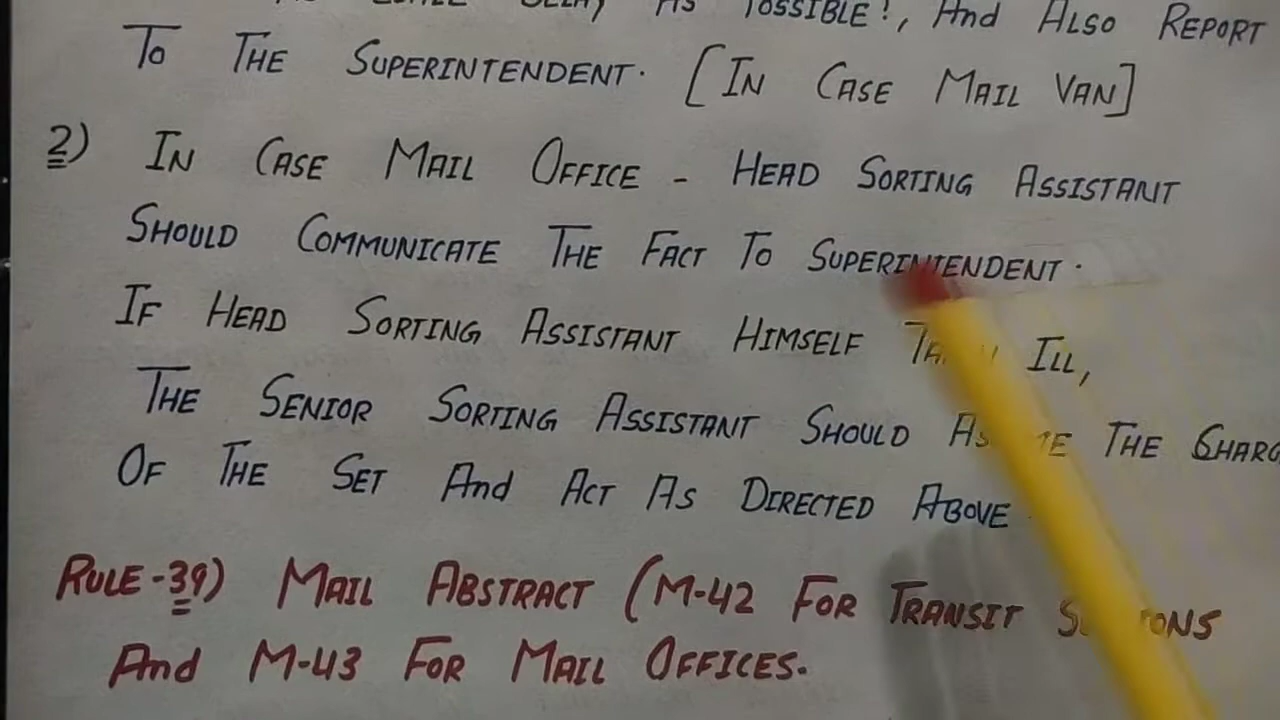 As Possible!, And Also Report
To The Superintendent. [In Case Mail Van]
2) In Case Mail Office - Head Sorting Assistant
Should Communicate The Fact To Superintendent.
If Head Sorting Assistant Himself Ill,
The Senior Sorting Assistant Should The
Of The Set And Act As Directed Above
Rule-39) Mail Abstract (M-42 For Transit
And M-43 For Mail Offices.